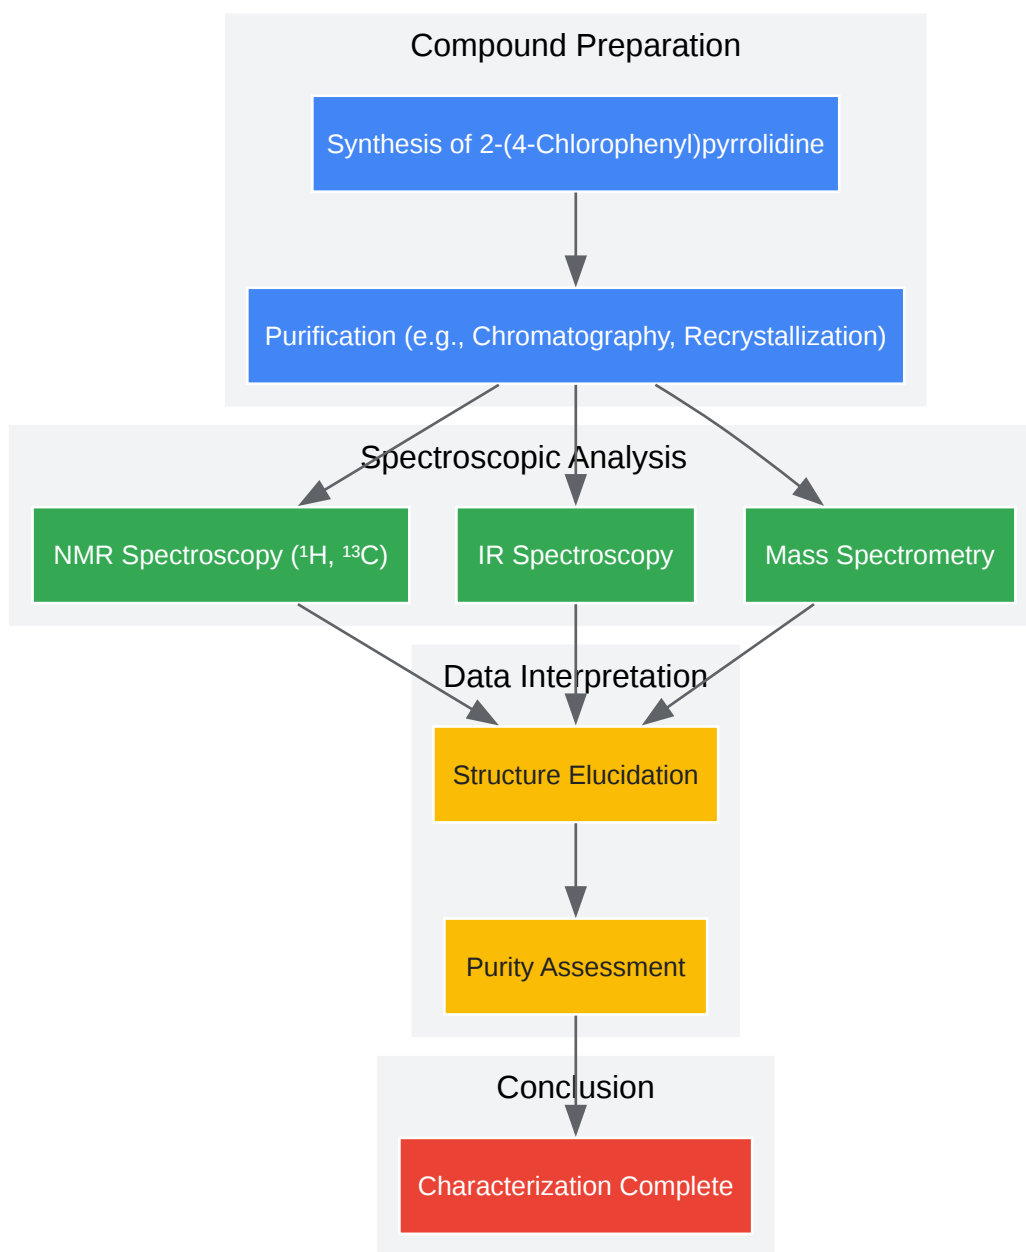 Compound Preparation
Synthesis of 2-(4-Chlorophenyl)pyrrolidine
Purification (e.g., Chromatography, Recrystallization)
Spectroscopic Analysis
NMR Spectroscopy (¹H, ¹³C)
IR Spectroscopy
Mass Spectrometry
Data Interpretation
Structure Elucidation
Purity Assessment
Conclusion
Characterization Complete